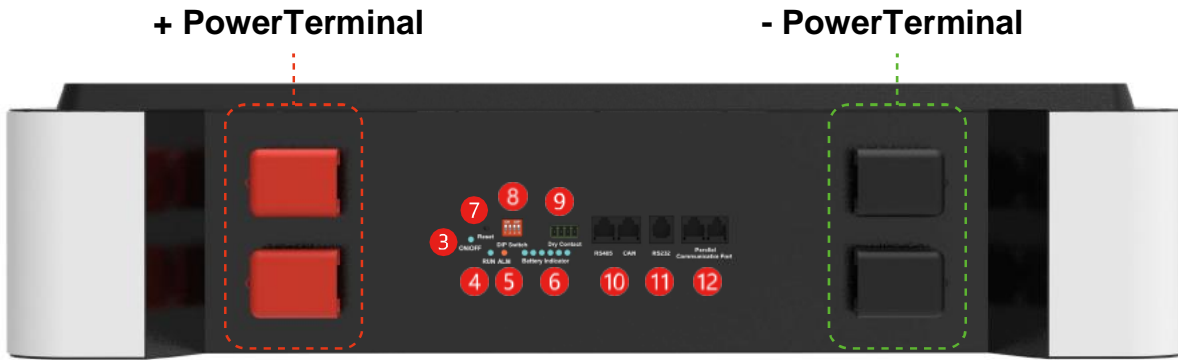 + PowerTerminal
- PowerTerminal
8
9
7
Reset
3
DIP Switch
Dry Contact
ON/OFF
RUN
ALM
Battery Indicator
RS485
CAN
RS232
Parallel
Communication Port
4
5
6
10
11
12